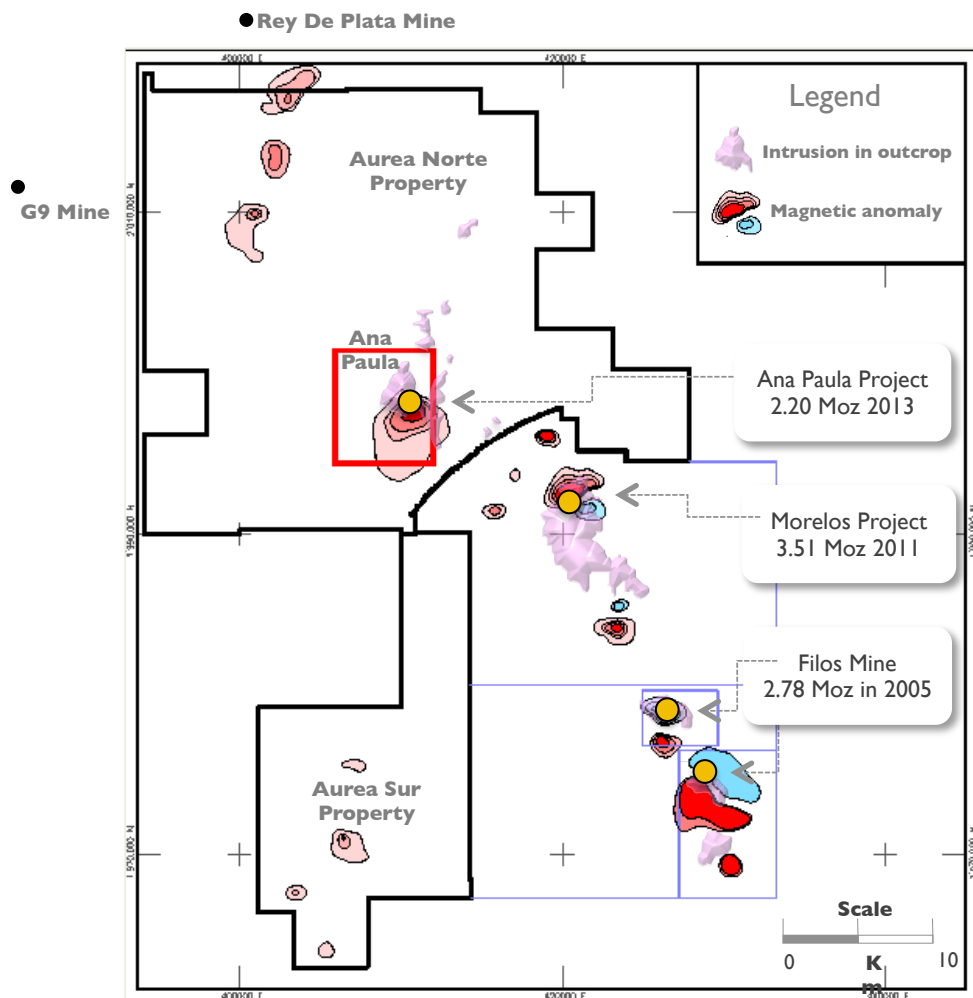 Rey De Plata Mine
400000 E
420000 E
Legend
Intrusion in outcrop
Magnetic anomaly
Aurea Norte
Property
G9 Mine
Ana
Paula
Ana Paula Project
2.20 Moz 2013
Morelos Project
3.51 Moz 2011
Filos Mine
2.78 Moz in 2005
Aurea Sur
Property
Scale
0
K
m
10